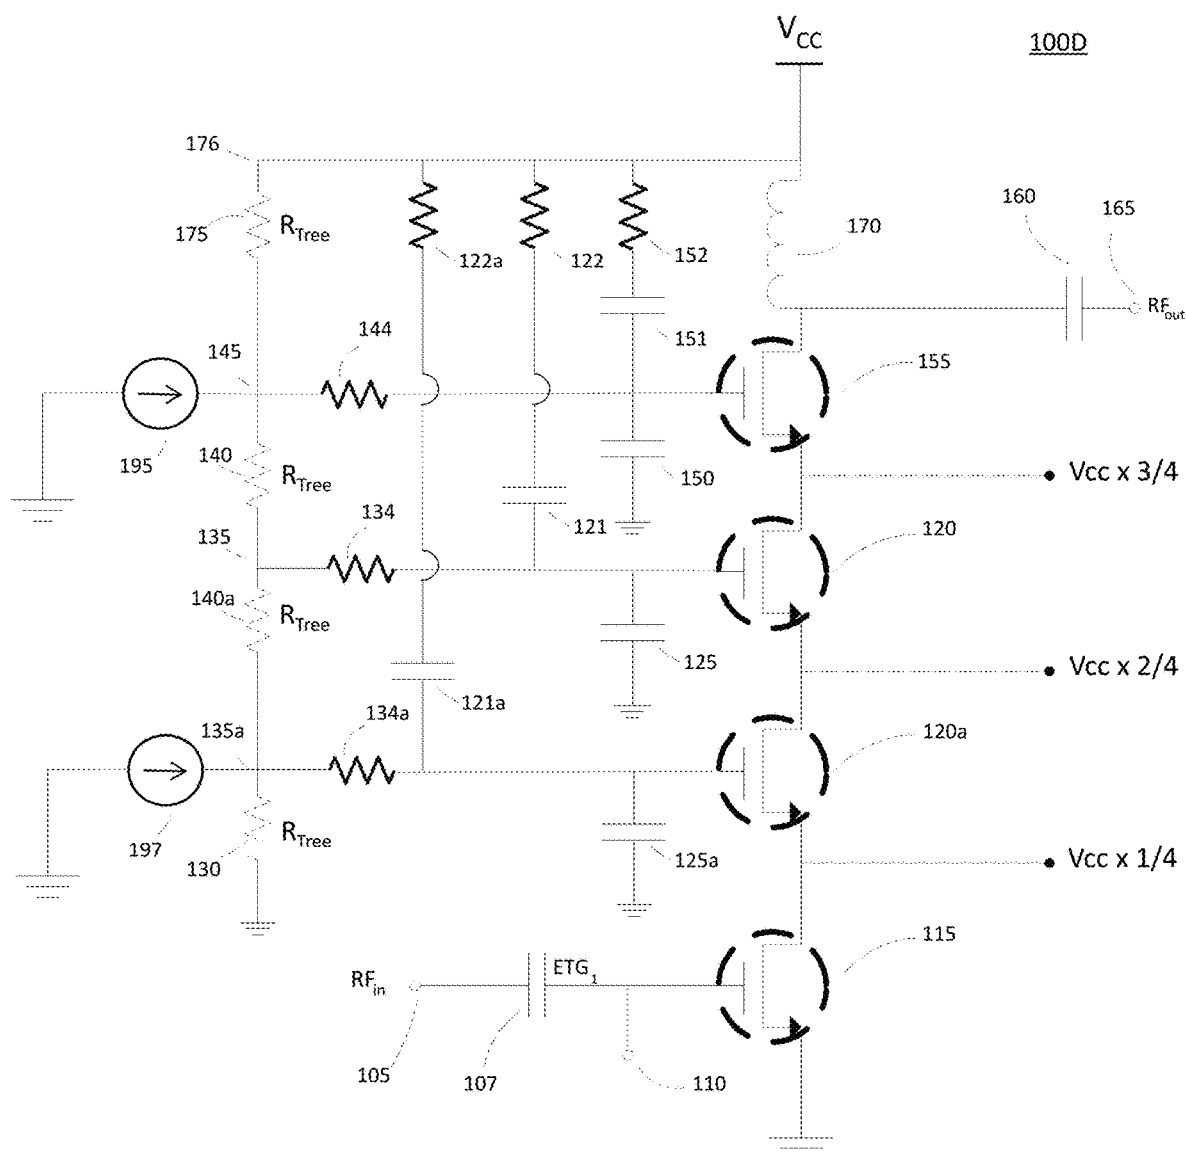 V_CC
100D
176
175
R_Tree
122a
122
152
170
160
165
RF_out
151
144
145
155
195
140
R_Tree
150
Vcc x 3/4
134
121
135
120
140a
R_Tree
125
Vcc x 2/4
121a
134a
135a
120a
197
R_Tree
130
125a
Vcc x 1/4
115
RF_in
ETG_1
105
107
110